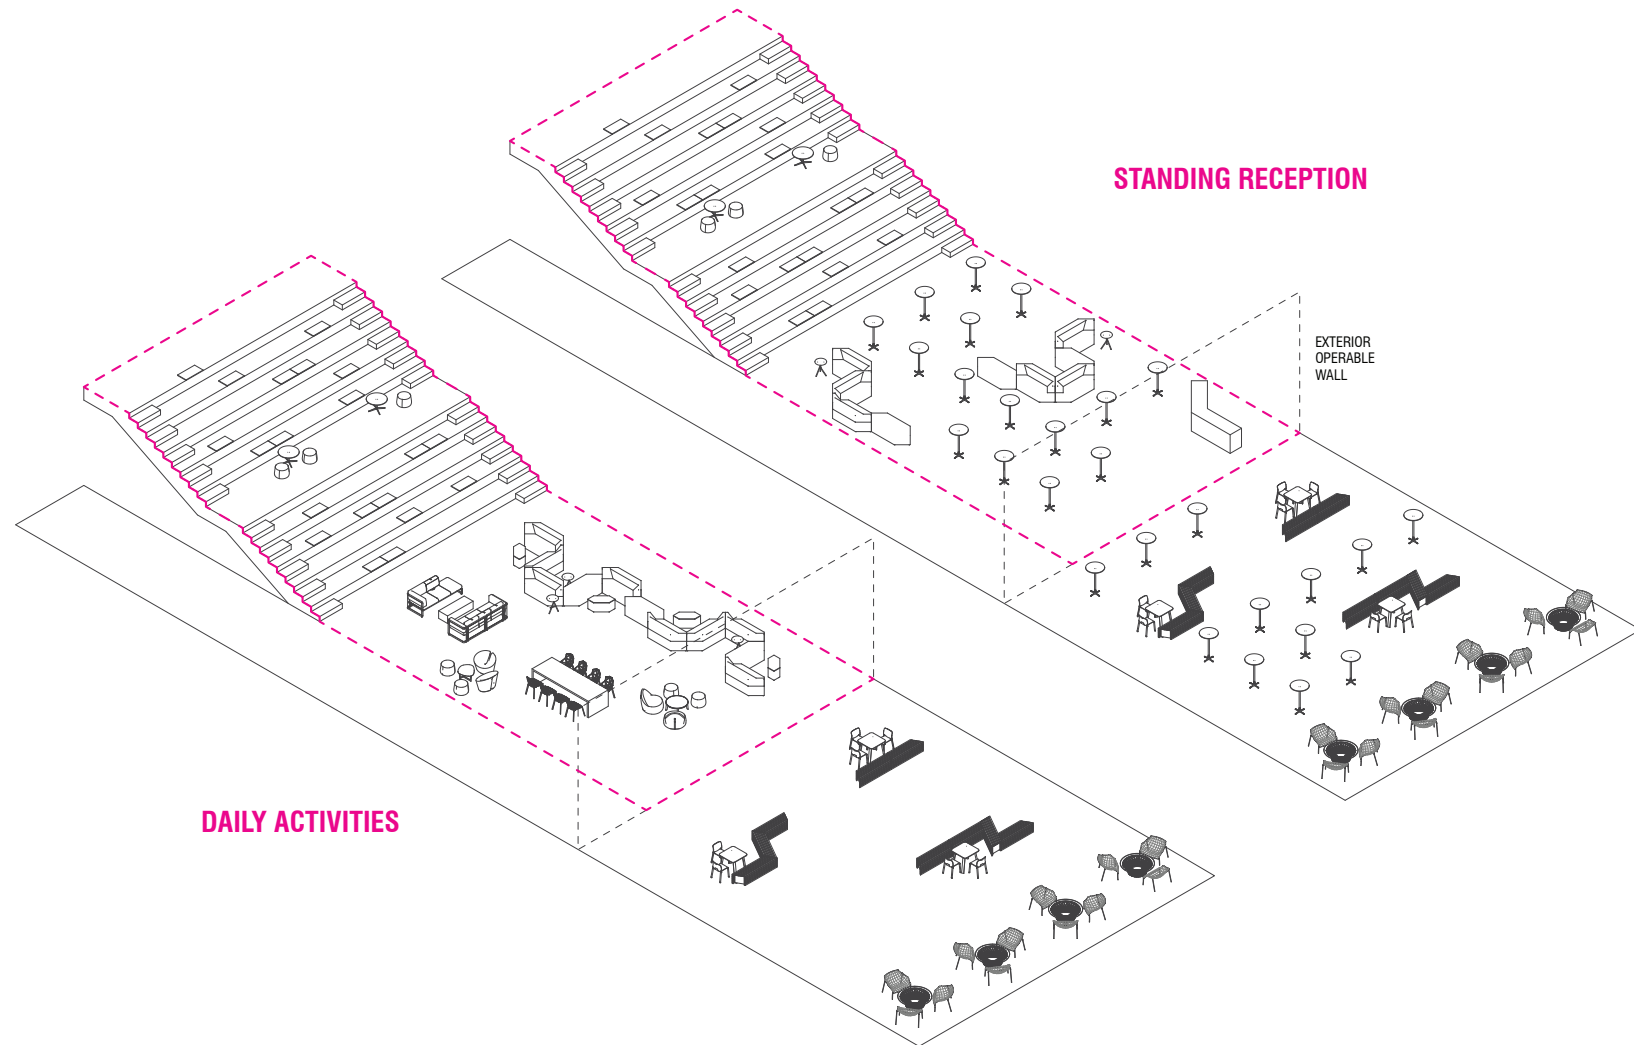 STANDING RECEPTION
EXTERIOR
OPERABLE
WALL
DAILY ACTIVITIES